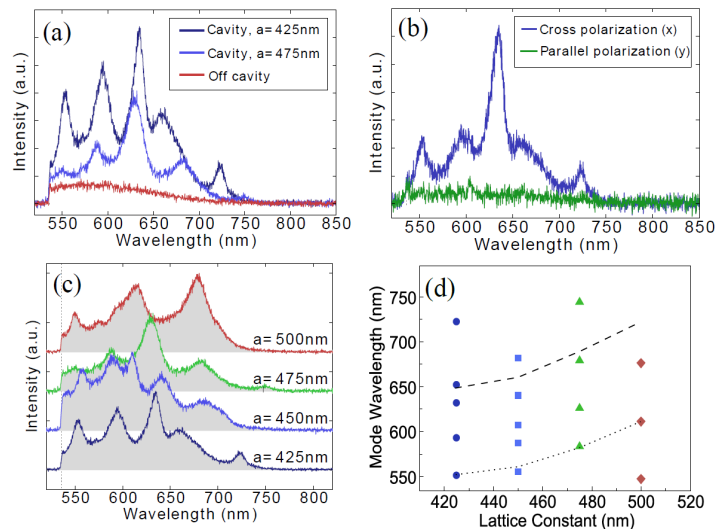 (a)
Cavity, a= 425nm
Cavity, a= 475nm
Off cavity
Intensity (a.u.)
550 600 650 700 750 800 850
Wavelength (nm)
(b)
Cross polarization (x)
Parallel polarization (y)
Intensity (a.u.)
550 600 650 700 750 800 850
Wavelength (nm)
(c)
a= 500nm
a= 475nm
a= 450nm
a= 425nm
Intensity (a.u.)
550 600 650 700 750 800
Wavelength (nm)
(d)
Mode Wavelength (nm)
750
700
650
600
550
420 440 460 480 500 520
Lattice Constant (nm)